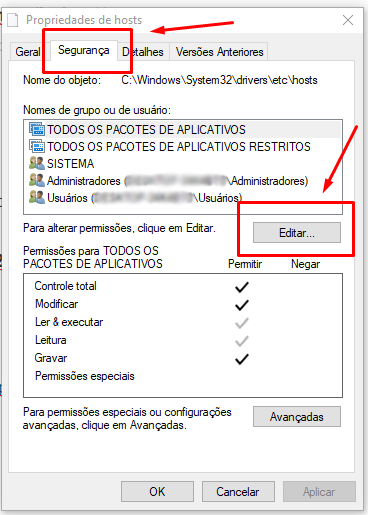 Propriedades de hosts
Geral Segurança Detalhes Versões Anteriores
Nome do objeto: C:\Windows\System32\drivers\etc\hosts
Nomes de grupo ou de usuário:
TODOS OS PACOTES DE APLICATIVOS
TODOS OS PACOTES DE APLICATIVOS RESTRITOS
SISTEMA
Administradores ( \Administradores)
Usuários ( \Usuários)
Para alterar permissões, clique em Editar.
Editar...
Permissões para TODOS OS
PACOTES DE APLICATIVOS Permitir Negar
Controle total
Modificar
Ler & executar
Leitura
Gravar
Permissões especiais
Para permissões especiais ou configurações
avançadas, clique em Avançadas.
Avançadas
OK Cancelar Aplicar